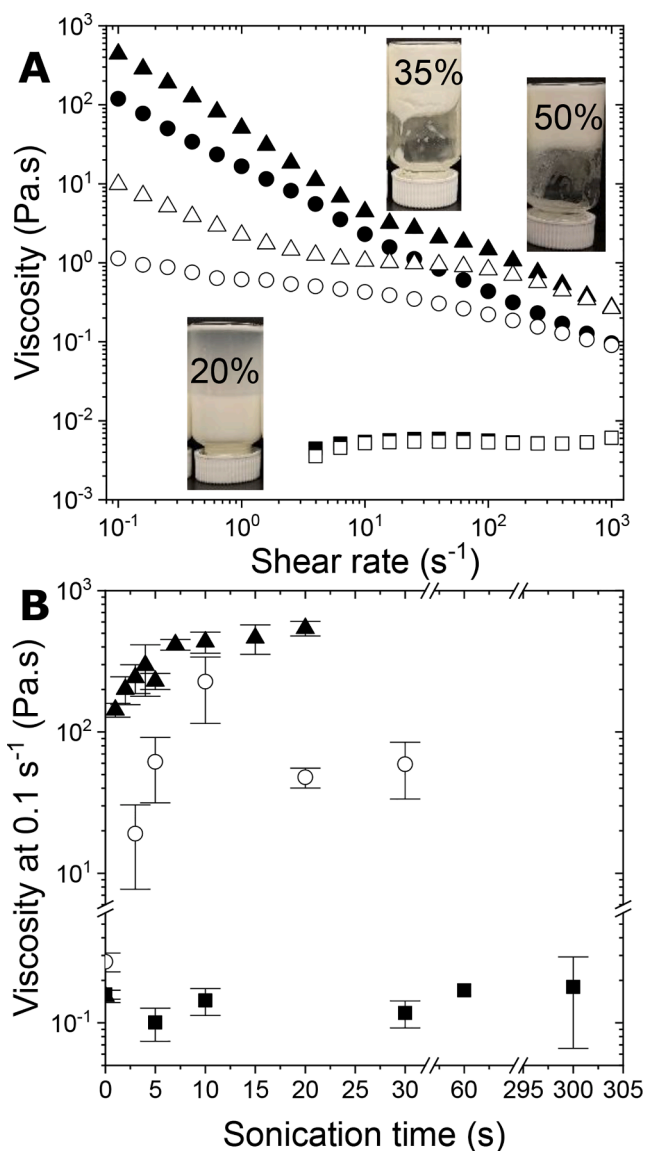 A
10³
10²
10¹
10⁰
10⁻¹
10⁻²
10⁻³
Viscosity (Pa.s)
35%
50%
20%
10⁻¹ 10⁰ 10¹ 10² 10³
Shear rate (s⁻¹)
B
10³
10²
10¹
10⁻¹
Viscosity at 0.1 s⁻¹ (Pa.s)
0 5 10 15 20 25 30 60 295 300 305
Sonication time (s)